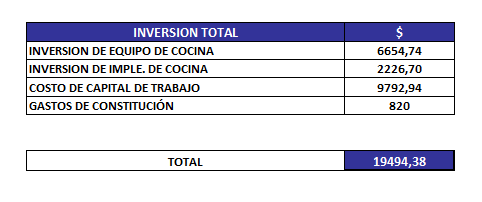 INVERSION TOTAL $
INVERSION DE EQUIPO DE COCINA 6654,74
INVERSION DE IMPLE. DE COCINA 2226,70
COSTO DE CAPITAL DE TRABAJO 9792,94
GASTOS DE CONSTITUCIÓN 820
TOTAL 19494,38